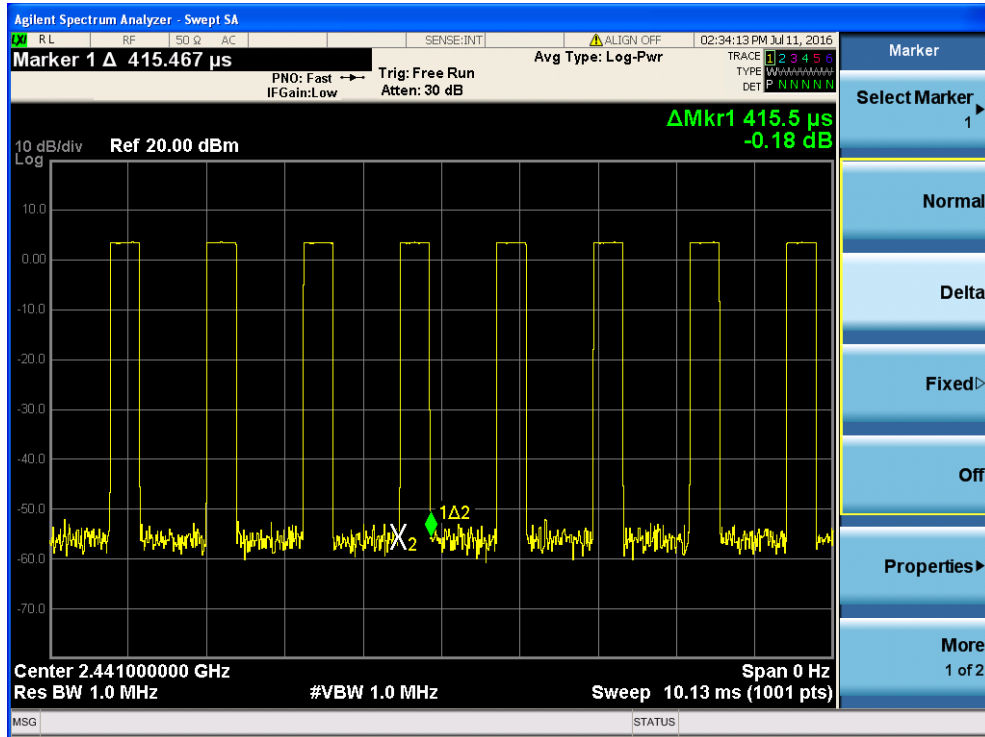 Agilent Spectrum Analyzer - Swept SA
LXI RL RF 50 Ω AC SENSE:INT ALIGN OFF 02:34:13 PM Jul 11, 2016
Marker 1 Δ 415.467 µs
PNO: Fast
IFGain:Low
Trig: Free Run
Atten: 30 dB
Avg Type: Log-Pwr
TRACE 1 2 3 4 5 6
TYPE WWWWWW
DET P N N N N N
ΔMkr1 415.5 µs
-0.18 dB
10 dB/div Ref 20.00 dBm
Log
10.0
0.00
-10.0
-20.0
-30.0
-40.0
-50.0
-60.0
-70.0
1Δ2
X2
Center 2.441000000 GHz Span 0 Hz
Res BW 1.0 MHz #VBW 1.0 MHz Sweep 10.13 ms (1001 pts)
MSG STATUS
Marker
Select Marker
1
Normal
Delta
Fixed
Off
Properties
More
1 of 2